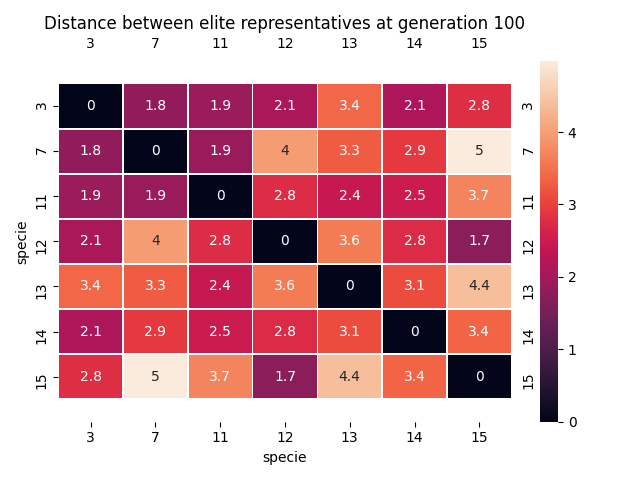 Distance between elite representatives at generation 100
3 7 11 12 13 14 15
3 0 1.8 1.9 2.1 3.4 2.1 2.8 3
7 1.8 0 1.9 4 3.3 2.9 5 7
11 1.9 1.9 0 2.8 2.4 2.5 3.7 11
12 2.1 4 2.8 0 3.6 2.8 1.7 12
13 3.4 3.3 2.4 3.6 0 3.1 4.4 13
14 2.1 2.9 2.5 2.8 3.1 0 3.4 14
15 2.8 5 3.7 1.7 4.4 3.4 0 15
3 7 11 12 13 14 15
specie
specie
4
3
2
1
0